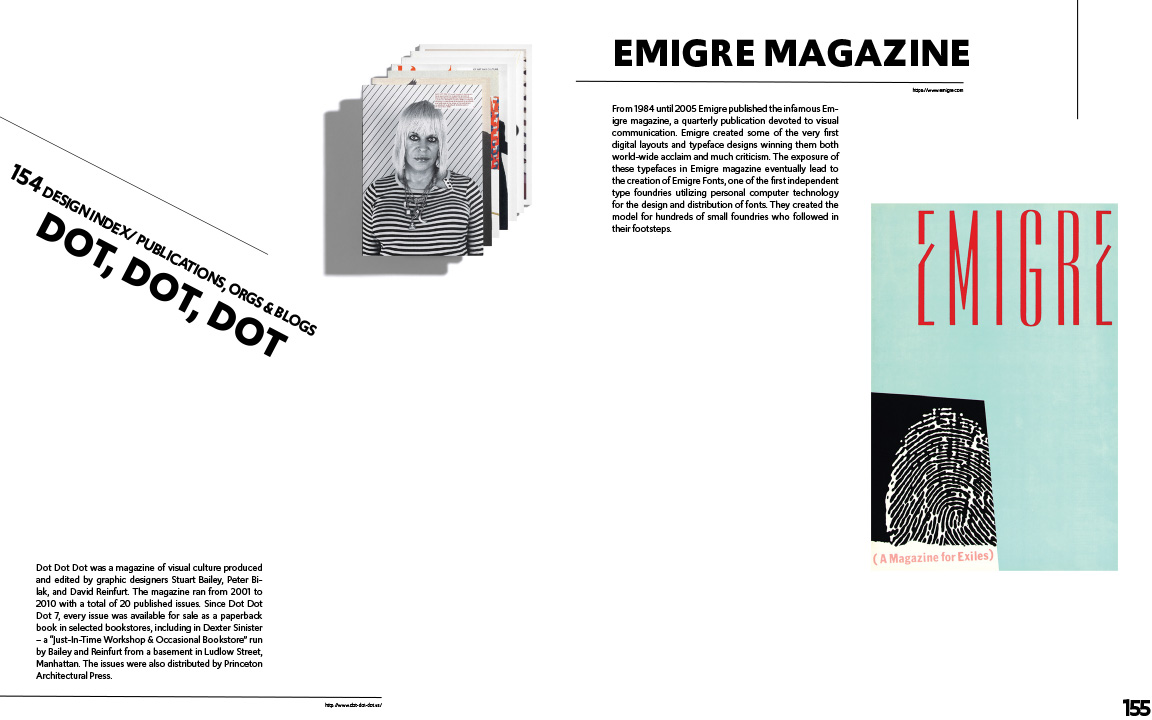 154 DESIGN INDEX/ PUBLICATIONS, ORGS & BLOGS
DOT, DOT, DOT
Dot Dot Dot was a magazine of visual culture produced
and edited by graphic designers Stuart Bailey, Peter Bi-
lak, and David Reinfurt. The magazine ran from 2001 to
2010 with a total of 20 published issues. Since Dot Dot
Dot 7, every issue was available for sale as a paperback
book in selected bookstores, including in Dexter Sinister
– a “Just-In-Time Workshop & Occasional Bookstore” run
by Bailey and Reinfurt from a basement in Ludlow Street,
Manhattan. The issues were also distributed by Princeton
Architectural Press.
http://www.dot-dot-dot.us/
EMIGRE MAGAZINE
https://www.emigre.com
From 1984 until 2005 Emigre published the infamous Em-
igre magazine, a quarterly publication devoted to visual
communication. Emigre created some of the very first
digital layouts and typeface designs winning them both
world-wide acclaim and much criticism. The exposure of
these typefaces in Emigre magazine eventually lead to
the creation of Emigre Fonts, one of the first independent
type foundries utilizing personal computer technology
for the design and distribution of fonts. They created the
model for hundreds of small foundries who followed in
their footsteps.
EMIGRE
(A Magazine for Exiles)
155